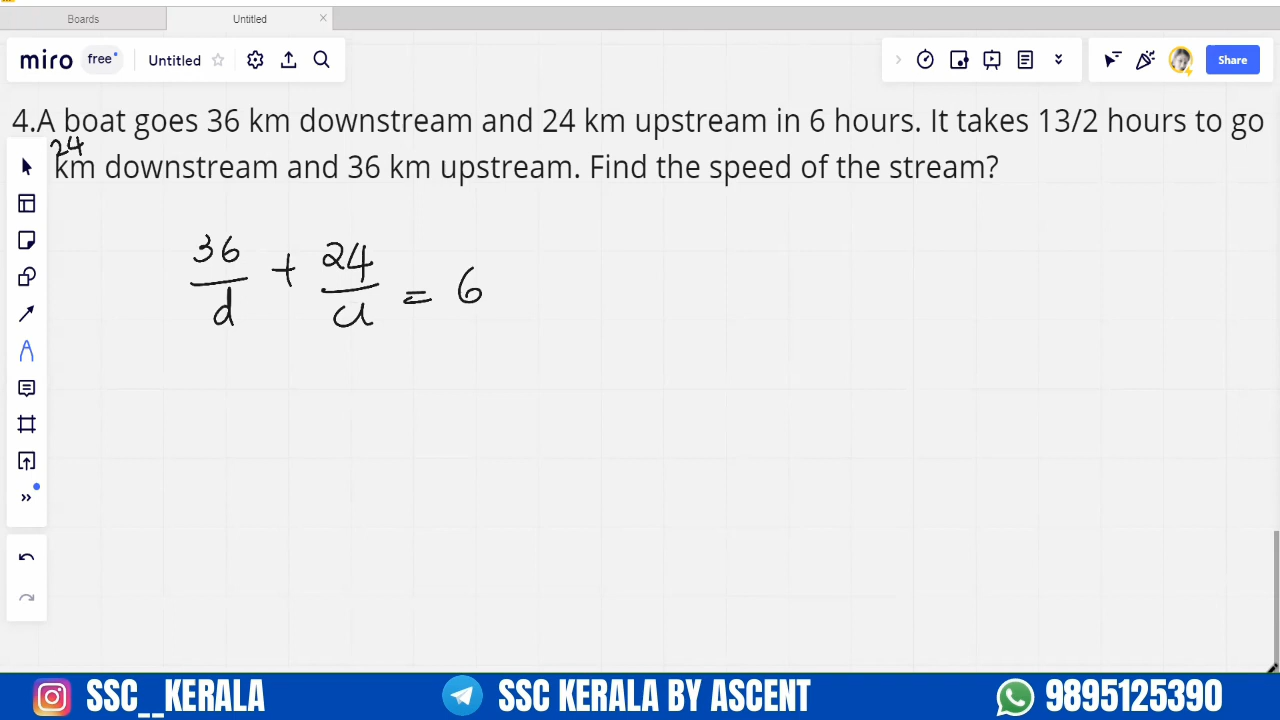 Boards
Untitled
miro free Untitled
Share
4.A boat goes 36 km downstream and 24 km upstream in 6 hours. It takes 13/2 hours to go
24
km downstream and 36 km upstream. Find the speed of the stream?
36/d + 24/u = 6
SSC__KERALA
SSC KERALA BY ASCENT
9895125390